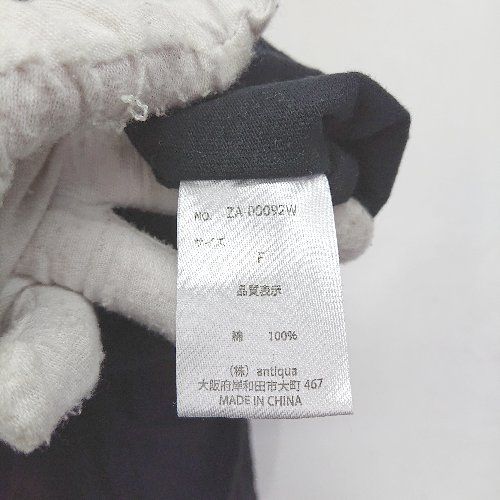 NO. ZA 00092W
サイズ
F
品質表示
綿 100%
(株) antiqua
大阪府岸和田市大町 467
MADE IN CHINA